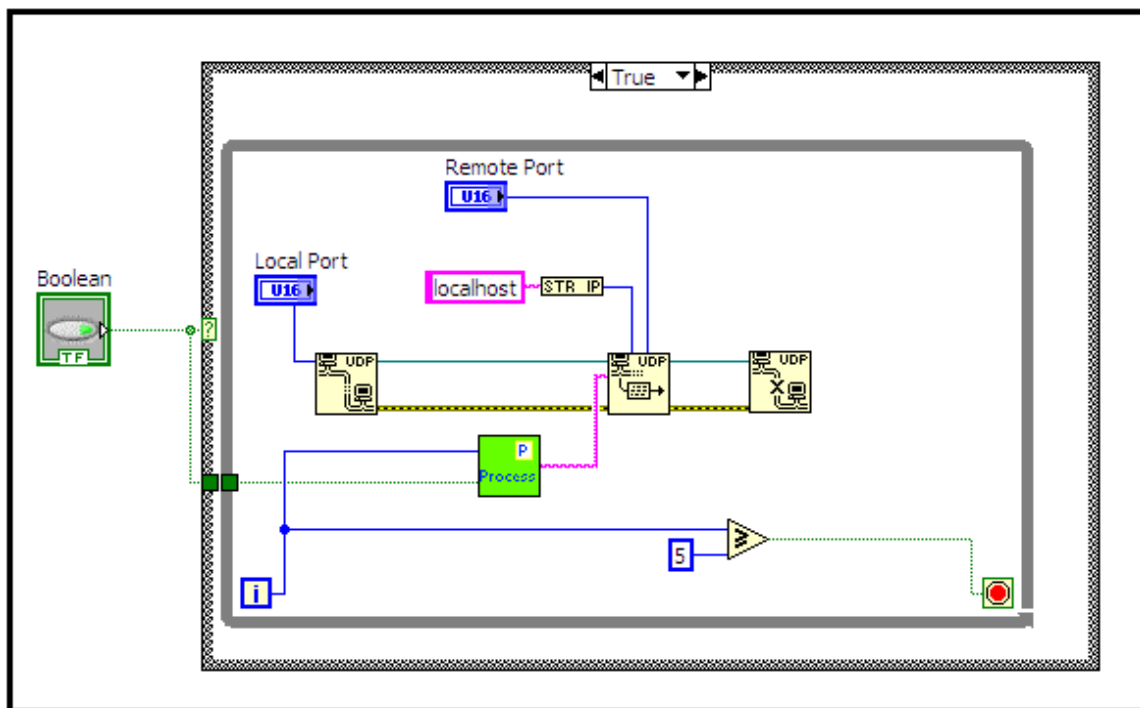 True
Remote Port
U16
Local Port
U16
localhost
STR IP
Boolean
TF
?
UDP
UDP
UDP
P
Process
5
i